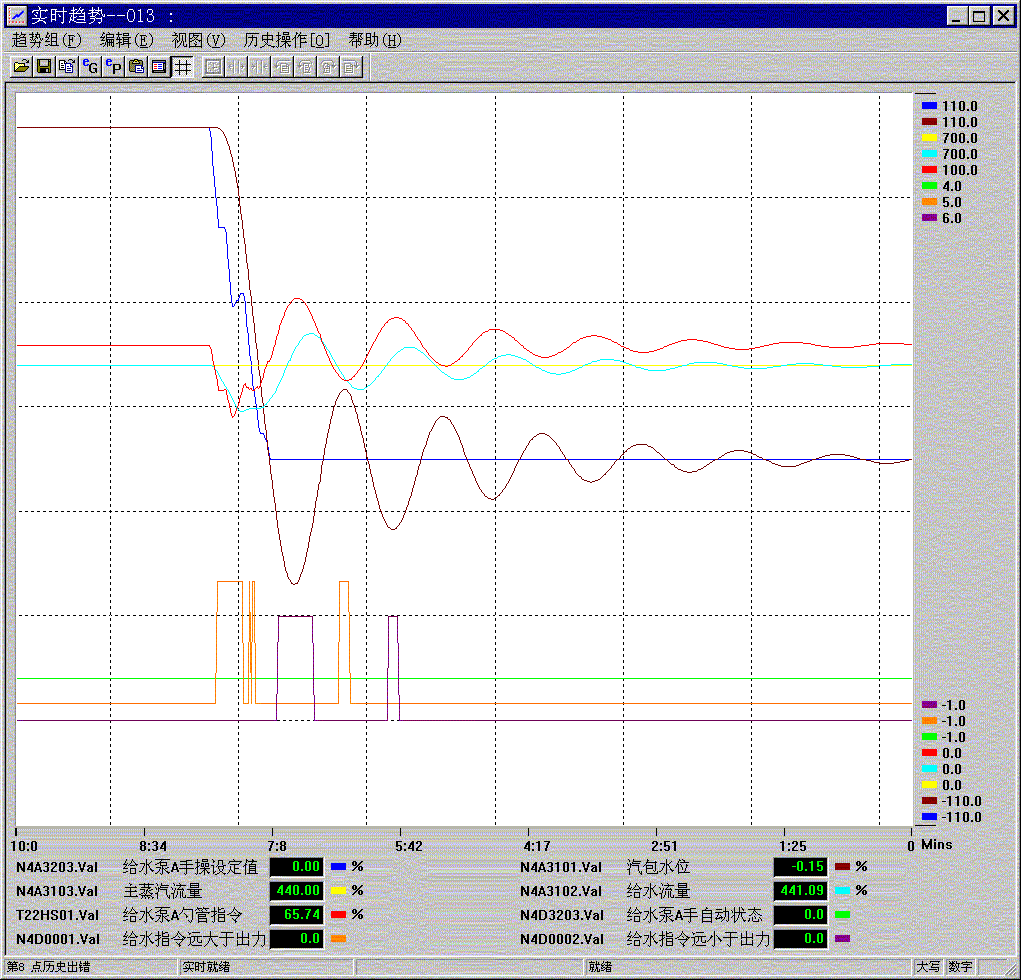 实时趋势--013 :
趋势组(F) 编辑(E) 视图(V) 历史操作[O] 帮助(H)
eG eP
110.0
110.0
700.0
700.0
100.0
4.0
5.0
6.0
-1.0
-1.0
-1.0
0.0
0.0
0.0
-110.0
-110.0
10:0 8:34 7:8 5:42 4:17 2:51 1:25 0 Mins
N4A3203.Val 给水泵A手操设定值 0.00 % N4A3101.Val 汽包水位 -0.15 %
N4A3103.Val 主蒸汽流量 440.00 % N4A3102.Val 给水流量 441.09 %
T22HS01.Val 给水泵A勺管指令 65.74 % N4D3203.Val 给水泵A手自动状态 0.0
N4D0001.Val 给水指令远大于出力 0.0 N4D0002.Val 给水指令远小于出力 0.0
第8 点历史出错 实时就绪 就绪 大写 数字